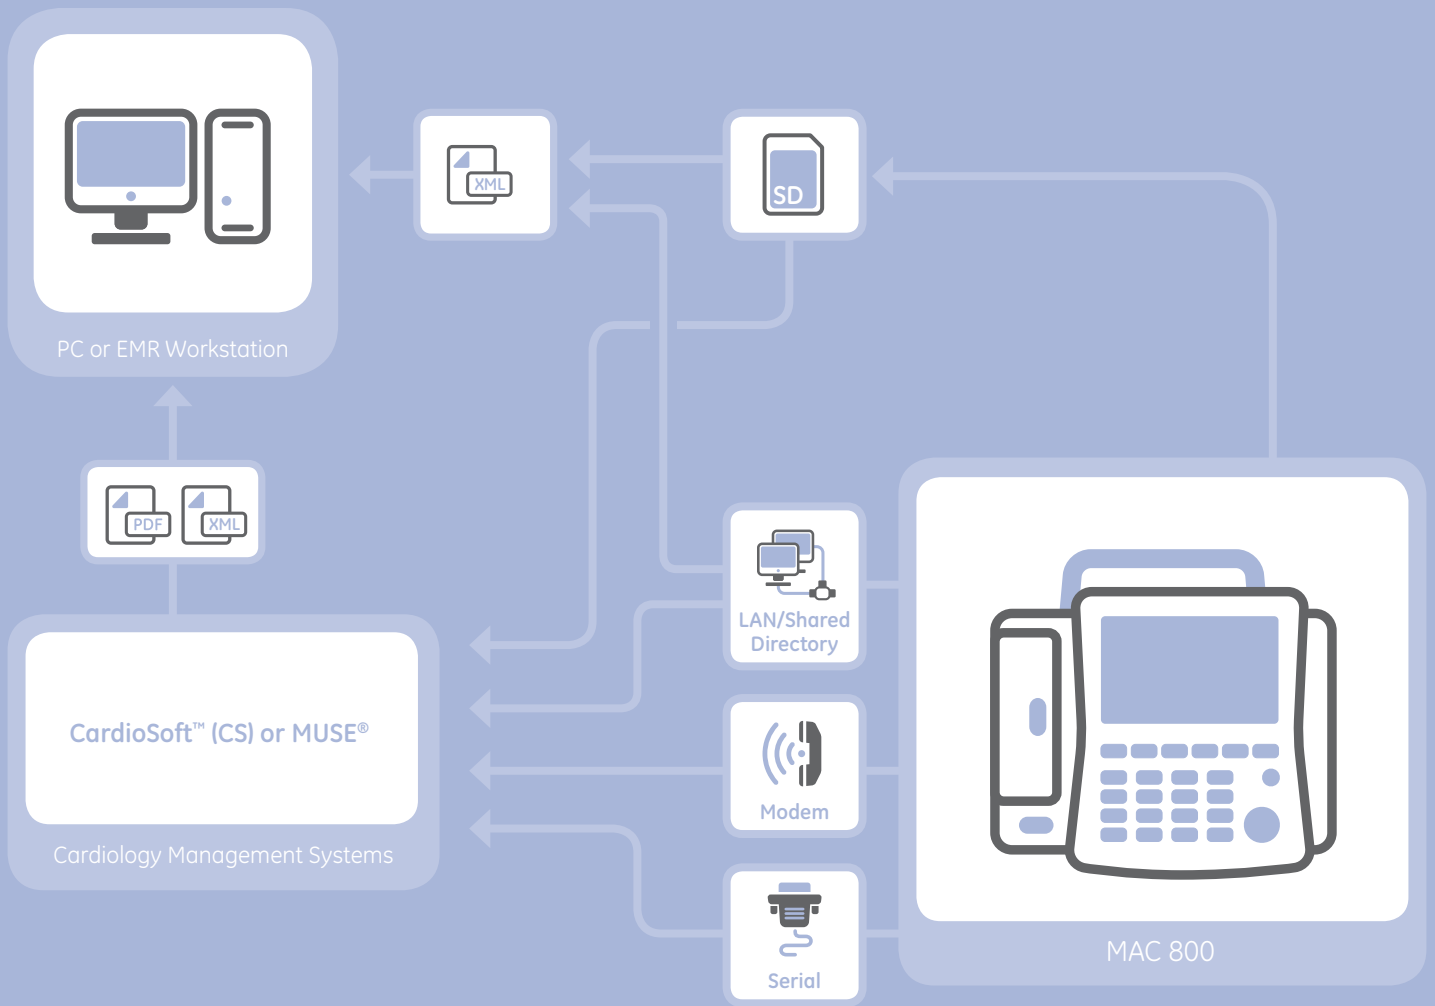 XML
SD
PC or EMR Workstation
PDF
XML
LAN/Shared
Directory
CardioSoft™ (CS) or MUSE®
Modem
Cardiology Management Systems
MAC 800
Serial